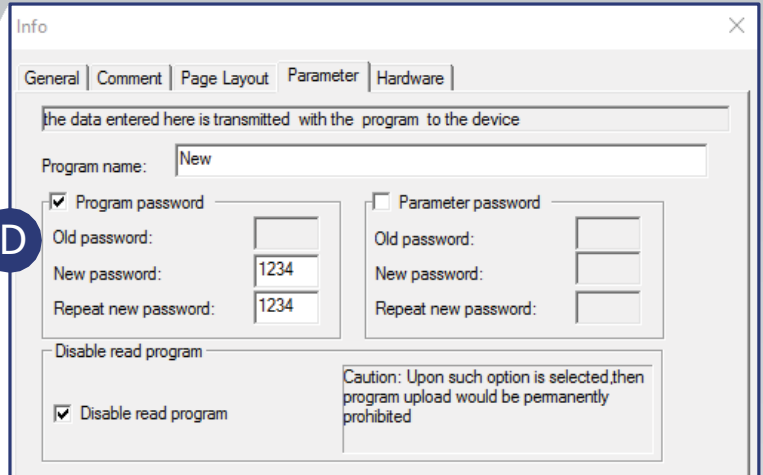 Info
General Comment Page Layout Parameter Hardware
the data entered here is transmitted with the program to the device
Program name: New
Program password
Old password:
New password: 1234
Repeat new password: 1234
Parameter password
Old password:
New password:
Repeat new password:
D
Disable read program
Disable read program
Caution: Upon such option is selected,then
program upload would be permanently
prohibited